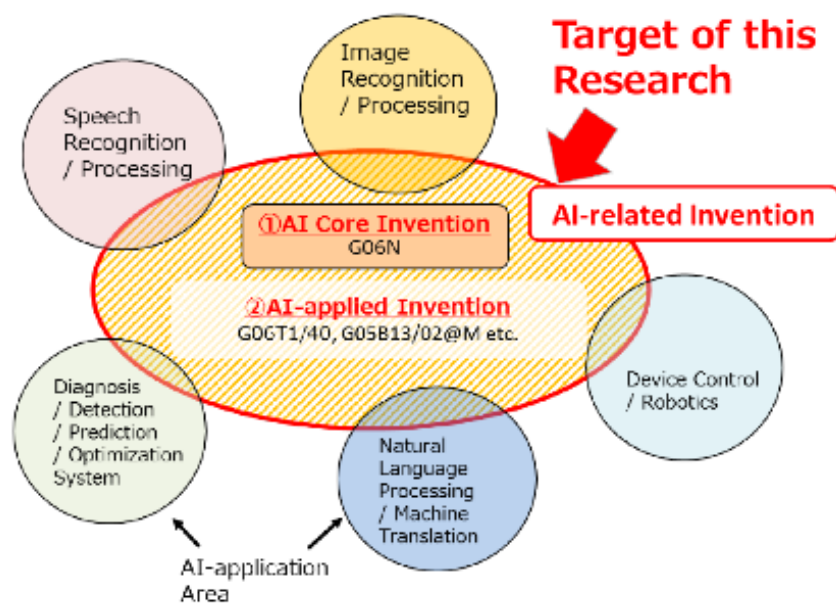 Target of this
Research
Image
Recognition
/ Processing
Speech
Recognition
/ Processing
AI-related Invention
①AI Core Invention
G06N
②AI-applied Invention
G06T1/40, G05B13/02@M etc.
Device Control
/ Robotics
Diagnosis
/ Detection
/ Prediction
/ Optimization
System
Natural
Language
Processing
/ Machine
Translation
AI-application
Area